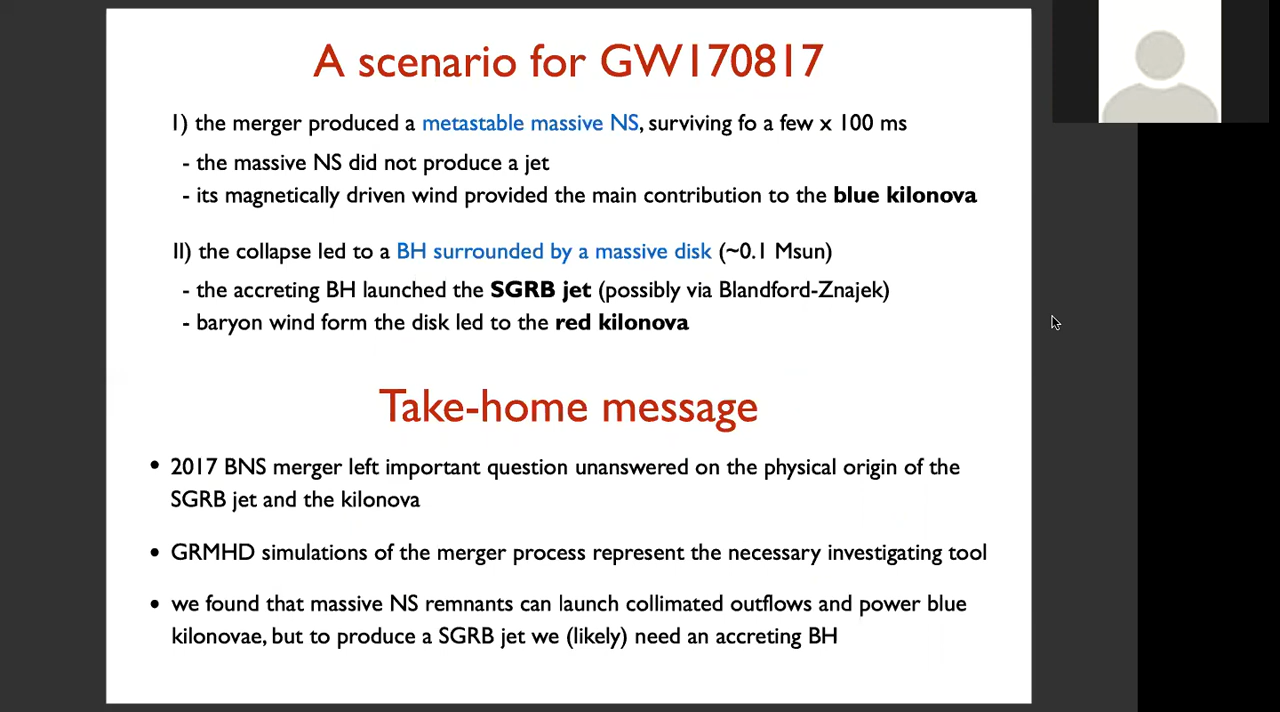 A scenario for GW170817
I) the merger produced a metastable massive NS, surviving fo a few x 100 ms
- the massive NS did not produce a jet
- its magnetically driven wind provided the main contribution to the blue kilonova
II) the collapse led to a BH surrounded by a massive disk (~0.1 Msun)
- the accreting BH launched the SGRB jet (possibly via Blandford-Znajek)
- baryon wind form the disk led to the red kilonova
Take-home message
• 2017 BNS merger left important question unanswered on the physical origin of the
SGRB jet and the kilonova
• GRMHD simulations of the merger process represent the necessary investigating tool
• we found that massive NS remnants can launch collimated outflows and power blue
kilonovae, but to produce a SGRB jet we (likely) need an accreting BH